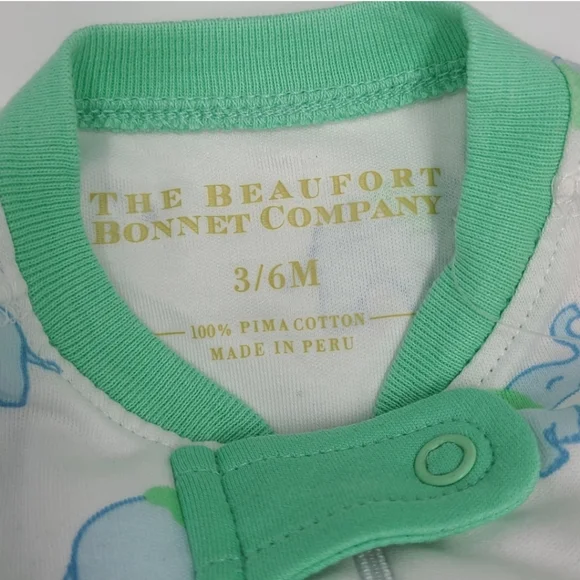 THE BEAUFORT
BONNET COMPANY
3/6M
100% PIMA COTTON
MADE IN PERU